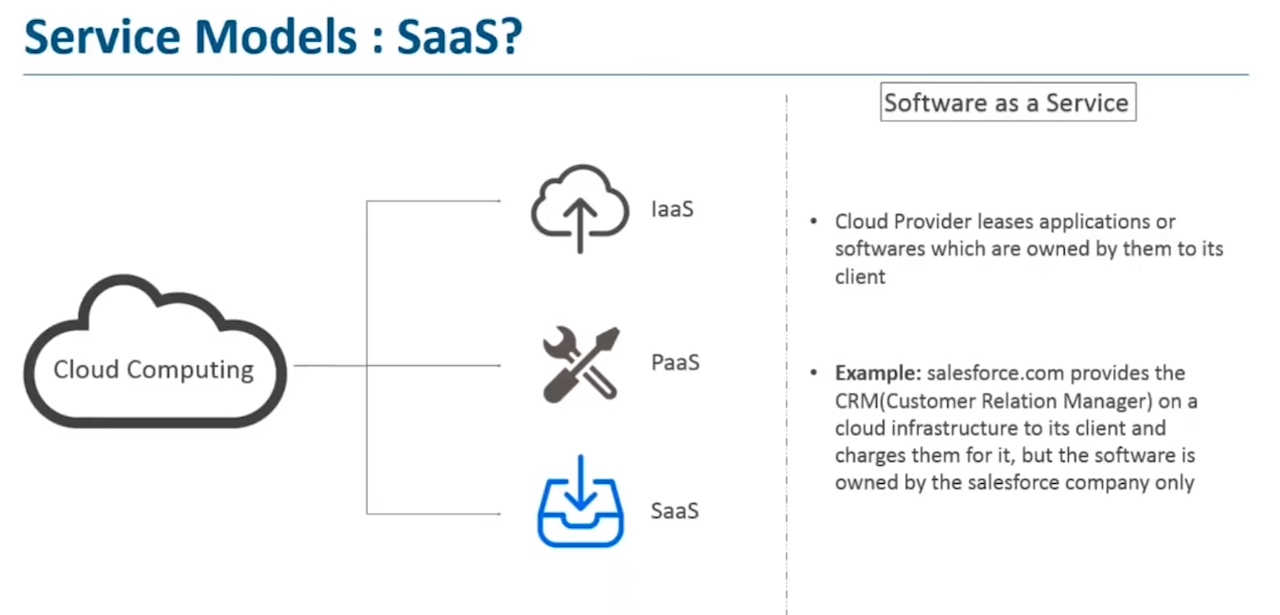 Service Models : SaaS?
Software as a Service
Cloud Computing
IaaS
PaaS
SaaS
• Cloud Provider leases applications or
softwares which are owned by them to its
client
• Example: salesforce.com provides the
CRM(Customer Relation Manager) on a
cloud infrastructure to its client and
charges them for it, but the software is
owned by the salesforce company only